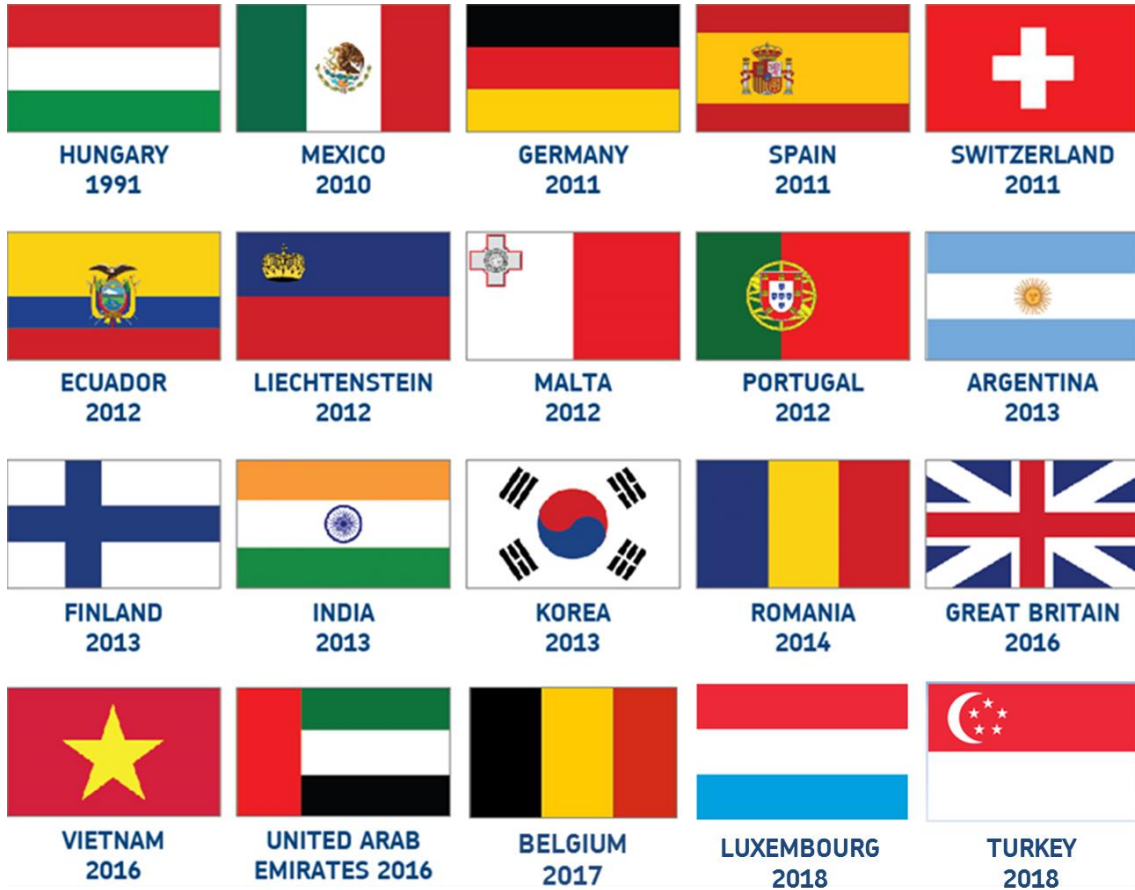 HUNGARY
1991
MEXICO
2010
GERMANY
2011
SPAIN
2011
SWITZERLAND
2011
ECUADOR
2012
LIECHTENSTEIN
2012
MALTA
2012
PORTUGAL
2012
ARGENTINA
2013
FINLAND
2013
INDIA
2013
KOREA
2013
ROMANIA
2014
GREAT BRITAIN
2016
VIETNAM
2016
UNITED ARAB
EMIRATES 2016
BELGIUM
2017
LUXEMBOURG
2018
TURKEY
2018